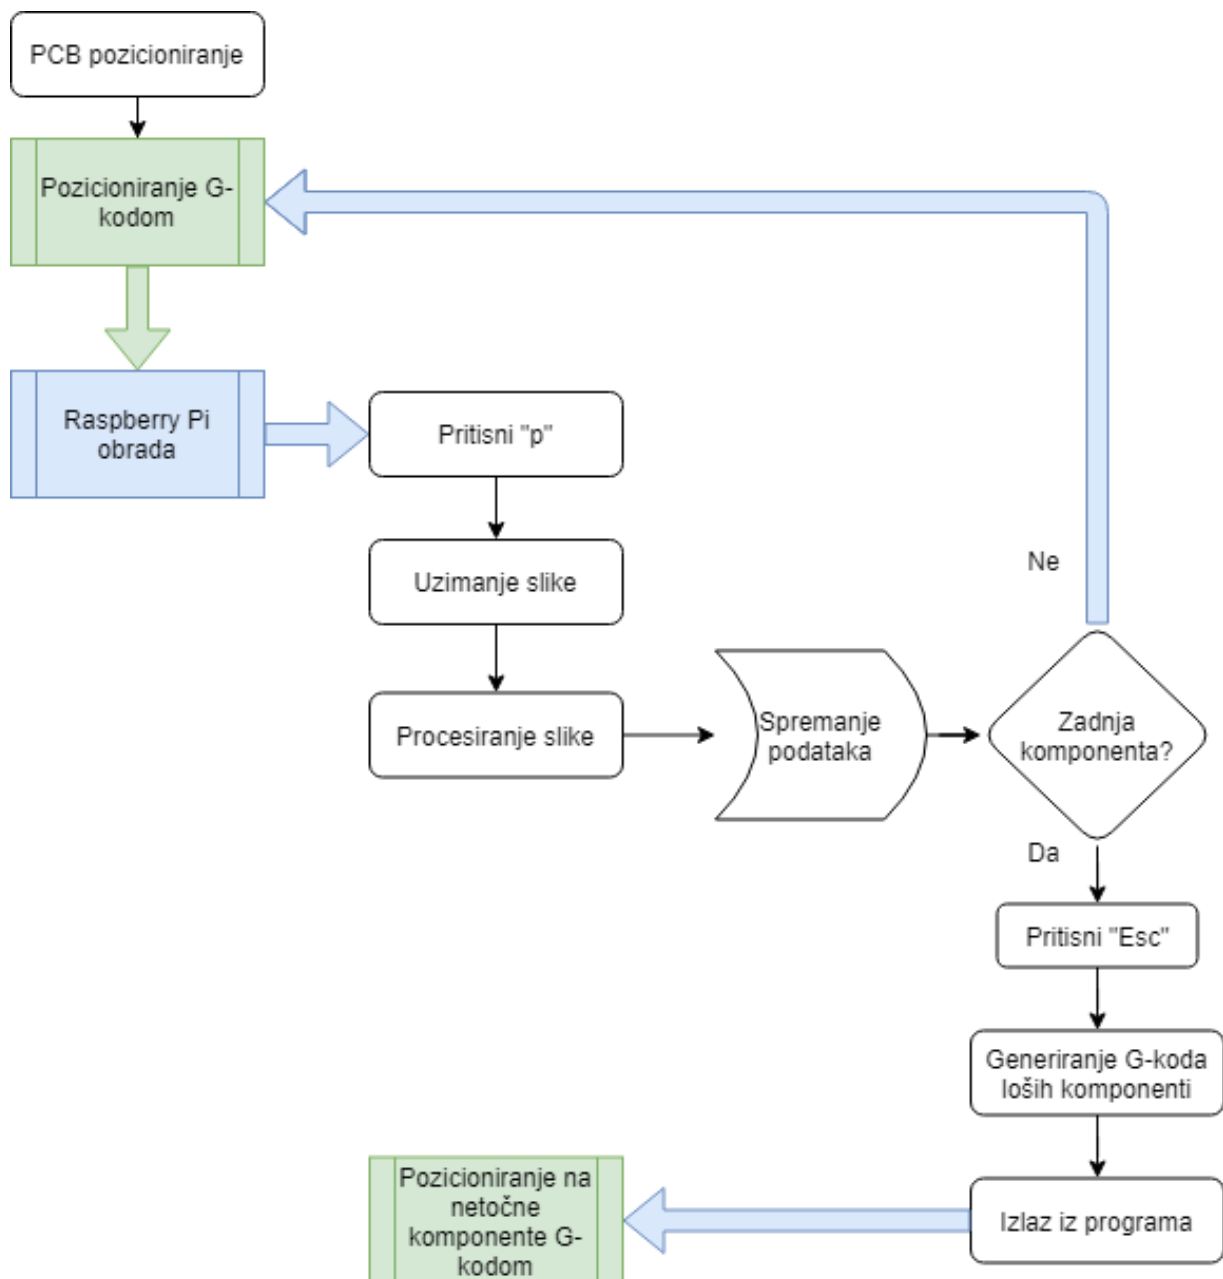 PCB pozicioniranje
Pozicioniranje G-
kodom
Raspberry Pi
obrada
Pritisni "p"
Uzimanje slike
Procesiranje slike
Spremanje
podataka
Zadnja
komponenta?
Ne
Da
Pritisni "Esc"
Generiranje G-koda
loših komponenti
Izlaz iz programa
Pozicioniranje na
netočne
komponente G-
kodom